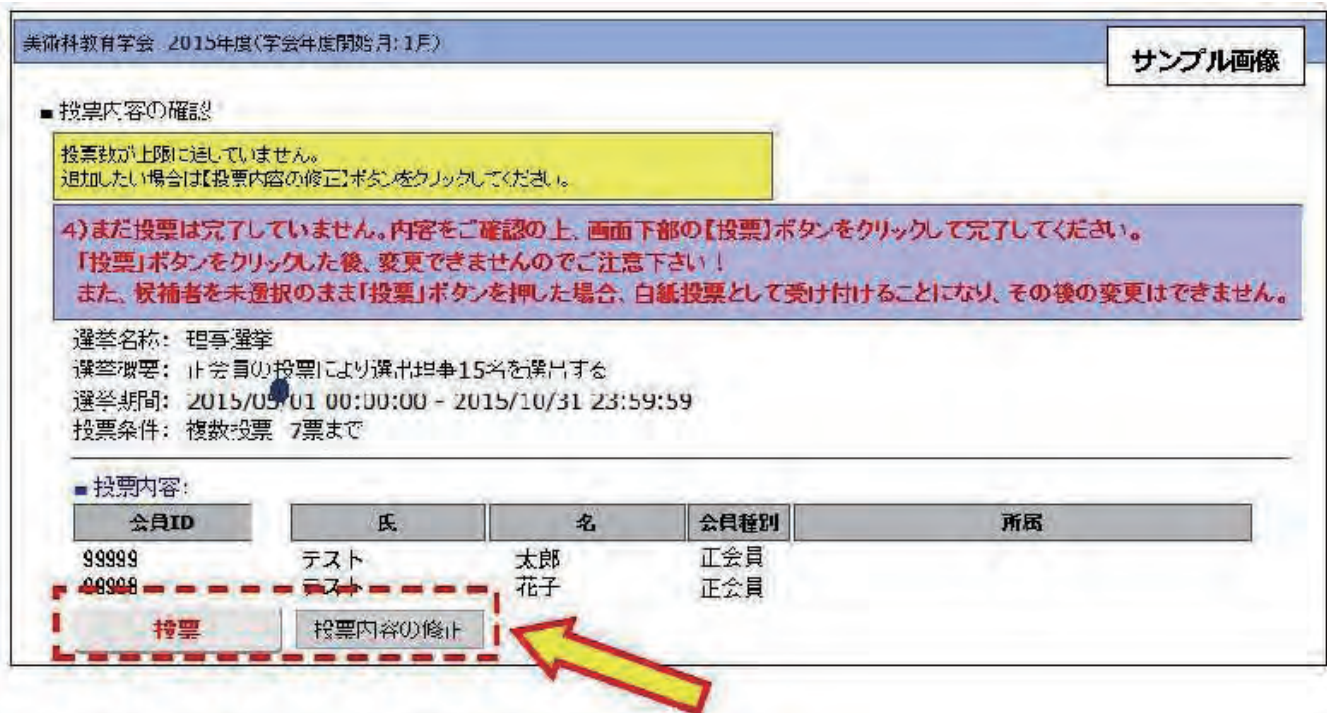 美術科教育学会 2015年度(学会年度開始月:1月)
サンプル画像
■投票内容の確認
投票数が上限に達していません。
追加したい場合は【投票内容の修正】ボタンをクリックしてください。
4)まだ投票は完了していません。内容をご確認の上、画面下部の【投票】ボタンをクリックして完了してください。
「投票」ボタンをクリックした後、変更できませんのでご注意下さい！
また、候補者を未選択のまま「投票」ボタンを押した場合、白紙投票として受け付けることになり、その後の変更はできません。
選挙名称: 理事選挙
選挙概要: 正会員の投票により選出理事15名を選出する
選挙期間: 2015/05/01 00:00:00 - 2015/10/31 23:59:59
投票条件: 複数投票 7票まで
■投票内容:
会員ID 氏 名 会員種別 所属
99999 テスト 太郎 正会員
99998 テスト 花子 正会員
投票 投票内容の修正